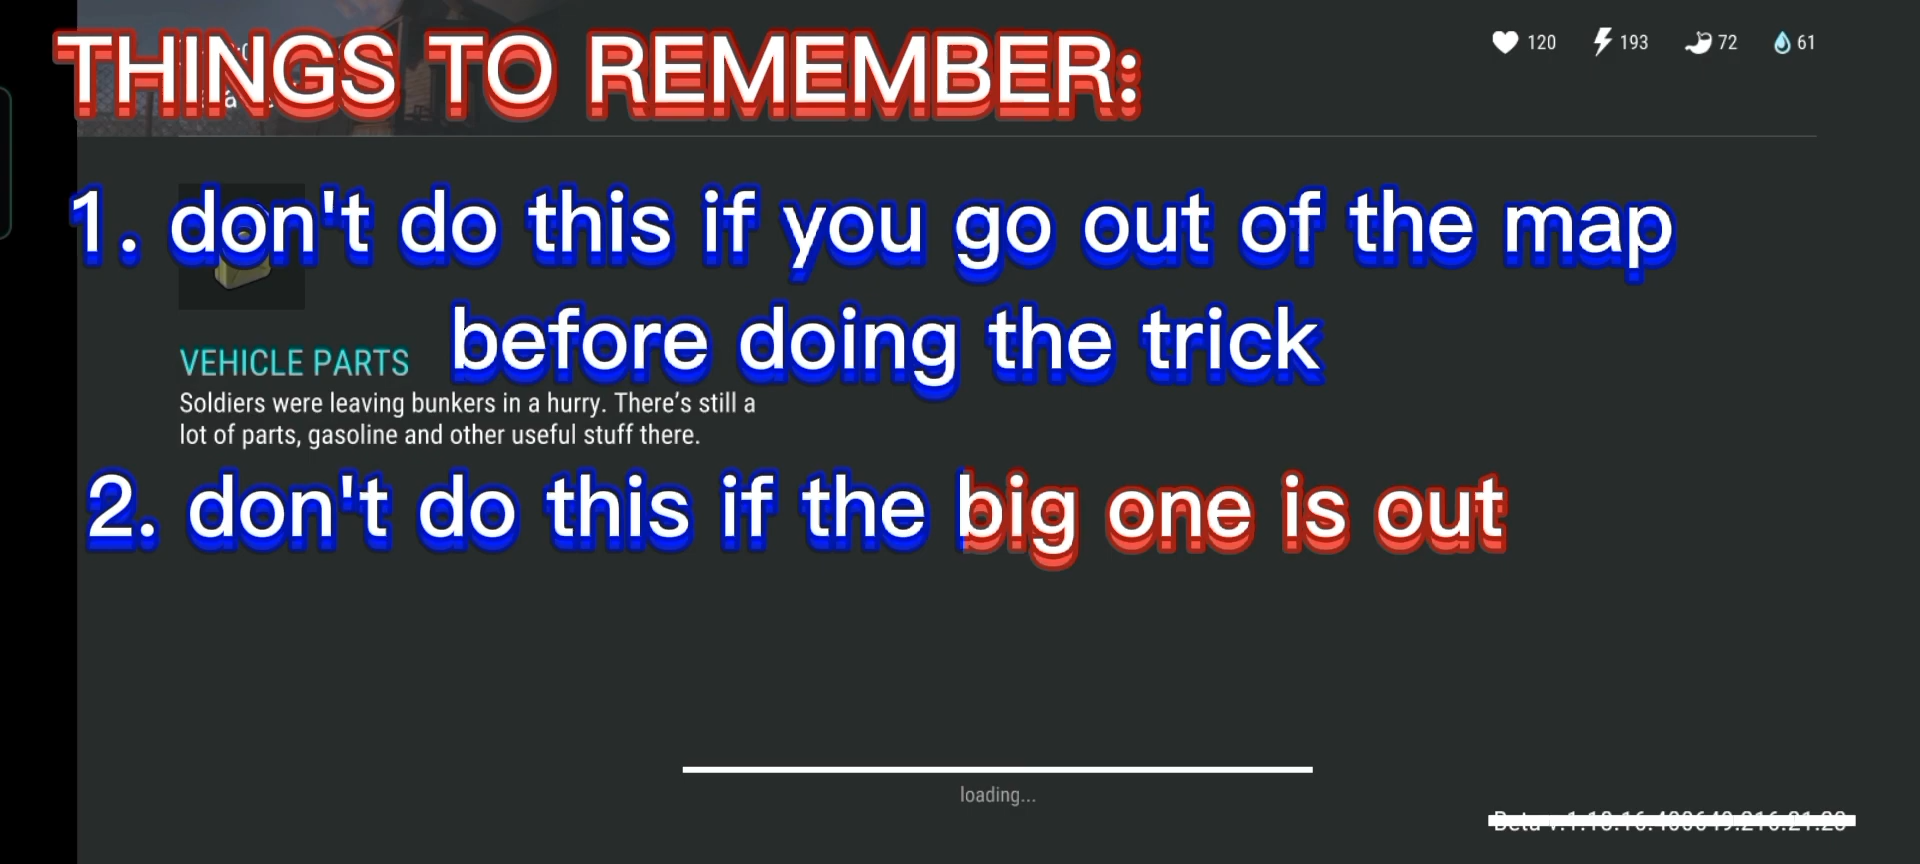 THINGS TO REMEMBER:
120 193 72 61
1. don't do this if you go out of the map
before doing the trick
VEHICLE PARTS
Soldiers were leaving bunkers in a hurry. There's still a
lot of parts, gasoline and other useful stuff there.
2. don't do this if the big one is out
loading...